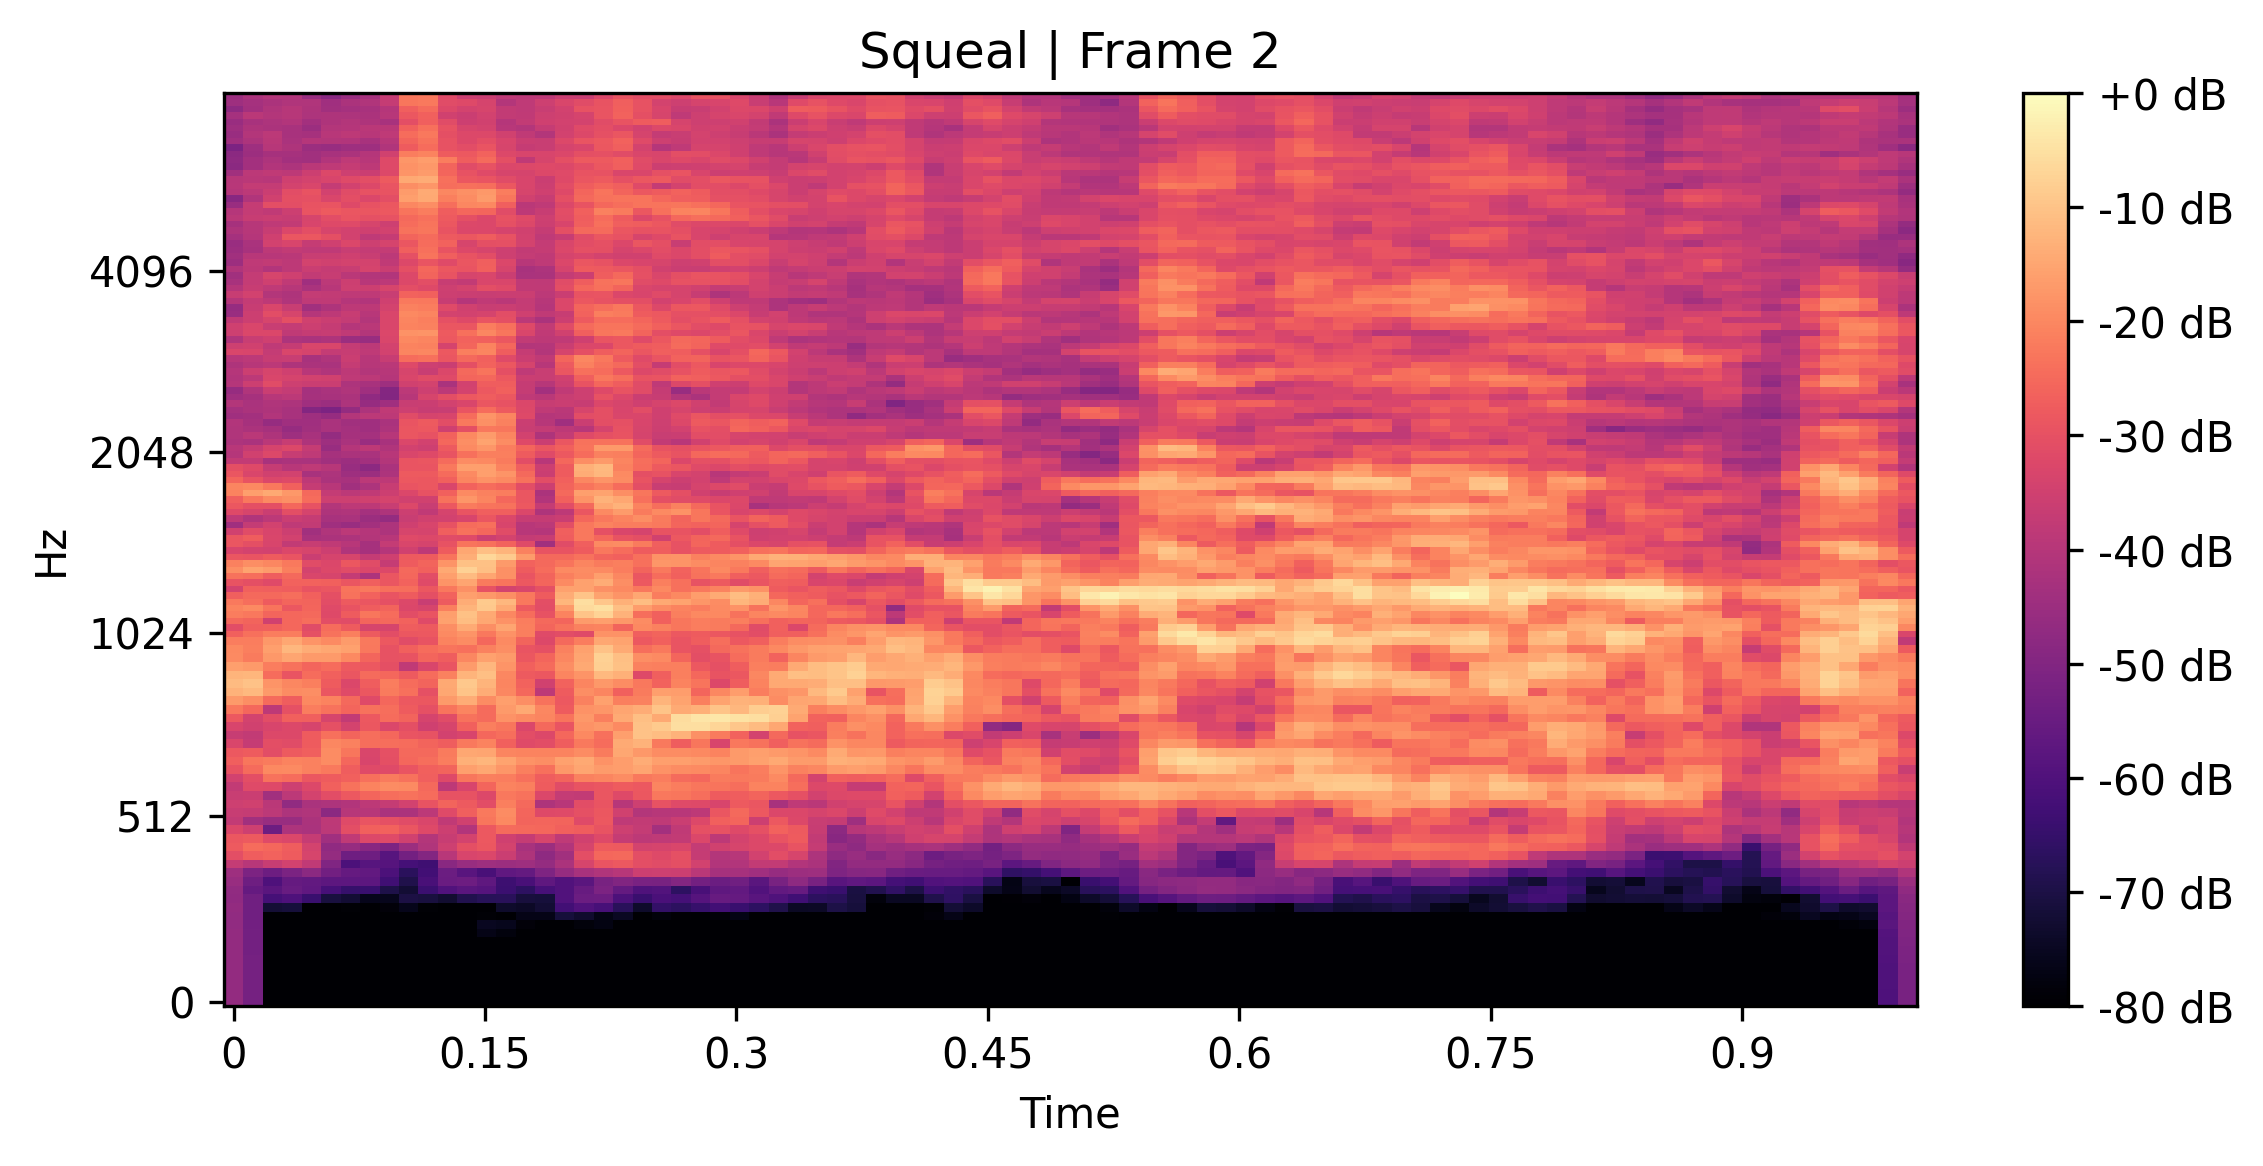 Squeal | Frame 2
+0 dB
-10 dB
-20 dB
-30 dB
-40 dB
-50 dB
-60 dB
-70 dB
-80 dB
Hz
4096
2048
1024
512
0
0 0.15 0.3 0.45 0.6 0.75 0.9
Time